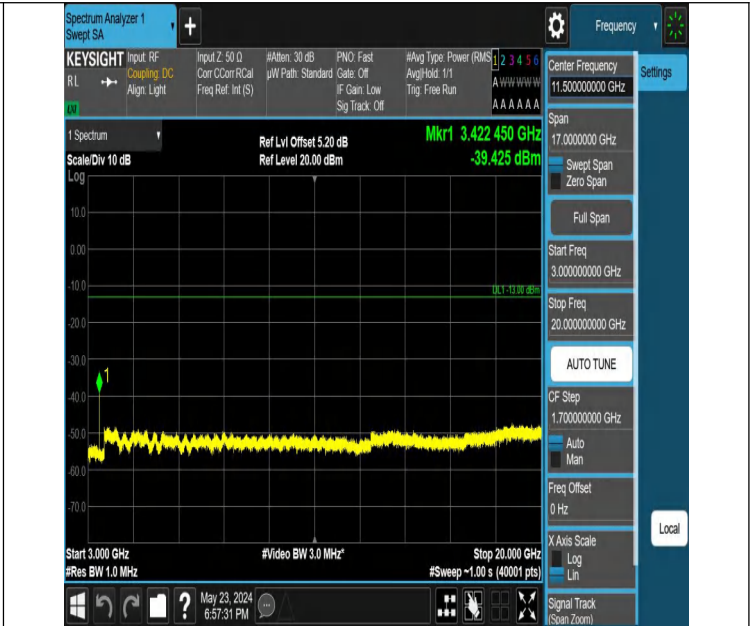 Spectrum Analyzer 1
Swept SA
+
Frequency
KEYSIGHT
Input: RF
Coupling: DC
Align: Light
Input Z: 50 Ω
Corr CCorr RCal
Freq Ref: Int (S)
#Atten: 30 dB
µW Path: Standard
PNO: Fast
Gate: Off
IF Gain: Low
Sig Track: Off
#Avg Type: Power (RMS
Avg|Hold: 1/1
Trig: Free Run
1 2 3 4 5 6
A W W W W W
A A A A A A
R L
LXI
1 Spectrum
Scale/Div 10 dB
Log
Ref Lvl Offset 5.20 dB
Ref Level 20.00 dBm
Mkr1 3.422 450 GHz
-39.425 dBm
10.0
0.00
-10.0
DL1 -13.00 dBm
-20.0
-30.0
1
-40.0
-50.0
-60.0
-70.0
Start 3.000 GHz
#Res BW 1.0 MHz
#Video BW 3.0 MHz*
Stop 20.000 GHz
#Sweep ~1.00 s (40001 pts)
?
May 23, 2024
6:57:31 PM
Center Frequency
11.500000000 GHz
Settings
Span
17.0000000 GHz
Swept Span
Zero Span
Full Span
Start Freq
3.000000000 GHz
Stop Freq
20.000000000 GHz
AUTO TUNE
CF Step
1.700000000 GHz
Auto
Man
Freq Offset
0 Hz
X Axis Scale
Log
Lin
Local
Signal Track
(Span Zoom)